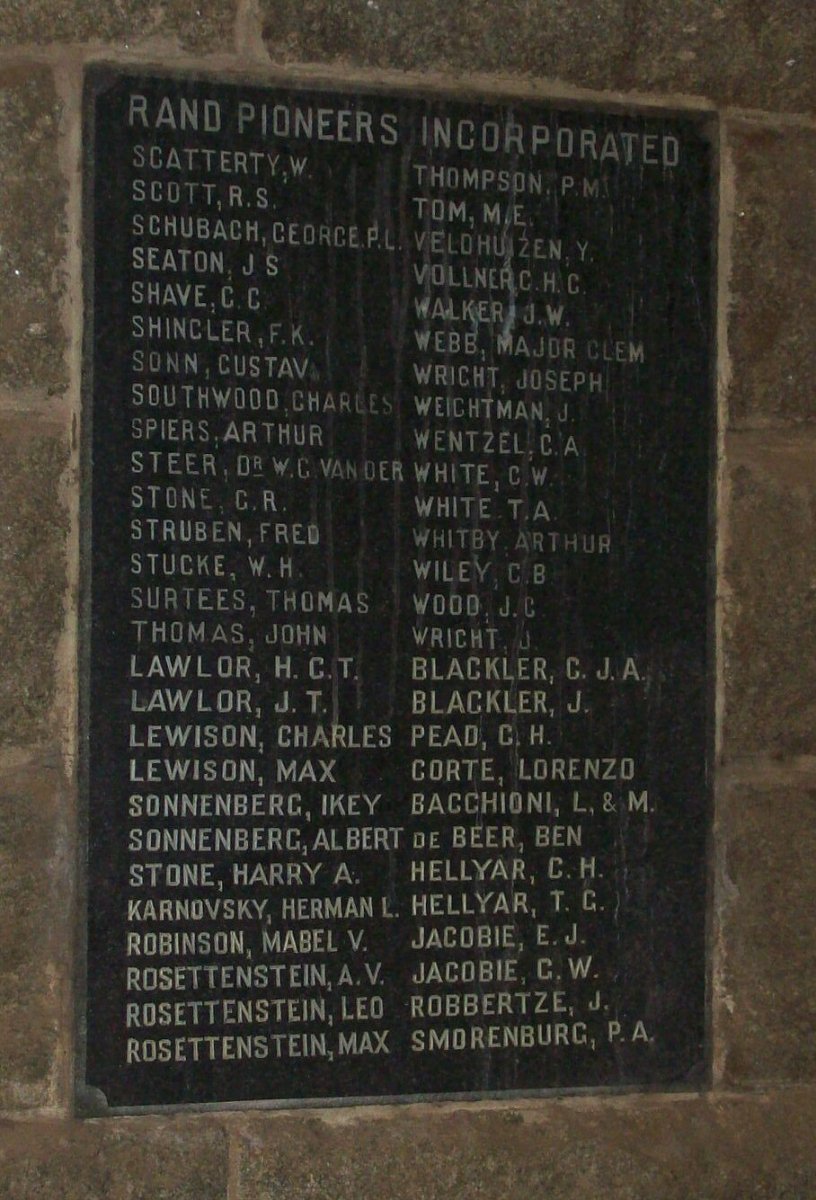 RAND PIONEERS INCORPORATED
SCATTERTY, W.
SCOTT, R. S.
SCHUBACH, GEORGE. P. L.
SEATON, J S
SHAVE, C. C.
SHINGLER, F. K.
SONN, GUSTAV.
SOUTHWOOD, CHARLES
SPIERS, ARTHUR
STEER, DR W. C VAN DER
STONE, G. R.
STRUBEN, FRED
STUCKE, W. H.
SURTEES, THOMAS
THOMAS, JOHN
LAWLOR, H. C. T.
LAWLOR, J. T.
LEWISON, CHARLES
LEWISON, MAX
SONNENBERG, IKEY
SONNENBERG, ALBERT
STONE, HARRY A.
KARNOVSKY, HERMAN L.
ROBINSON, MABEL V.
ROSETTENSTEIN, A. V.
ROSETTENSTEIN, LEO
ROSETTENSTEIN, MAX
THOMPSON, P. M.
TOM, M. E.
VELDHUIZEN, Y.
VOLLNER, C. H. C.
WALKER, J. W.
WEBB, MAJOR CLEM
WRIGHT, JOSEPH
WEIGHTMAN, J.
WENTZEL, C. A
WHITE, C. W.
WHITE T. A.
WHITBY, ARTHUR
WILEY, C. B
WOOD, J. C
WRIGHT, J
BLACKLER, C. J. A.
BLACKLER, J.
PEAD, C. H.
CORTE, LORENZO
BACCHIONI, L. & M.
DE BEER, BEN
HELLYAR, C. H.
HELLYAR, T. G.
JACOBIE, E. J.
JACOBIE, G. W.
ROBBERTZE, J.
SMORENBURG, P. A.